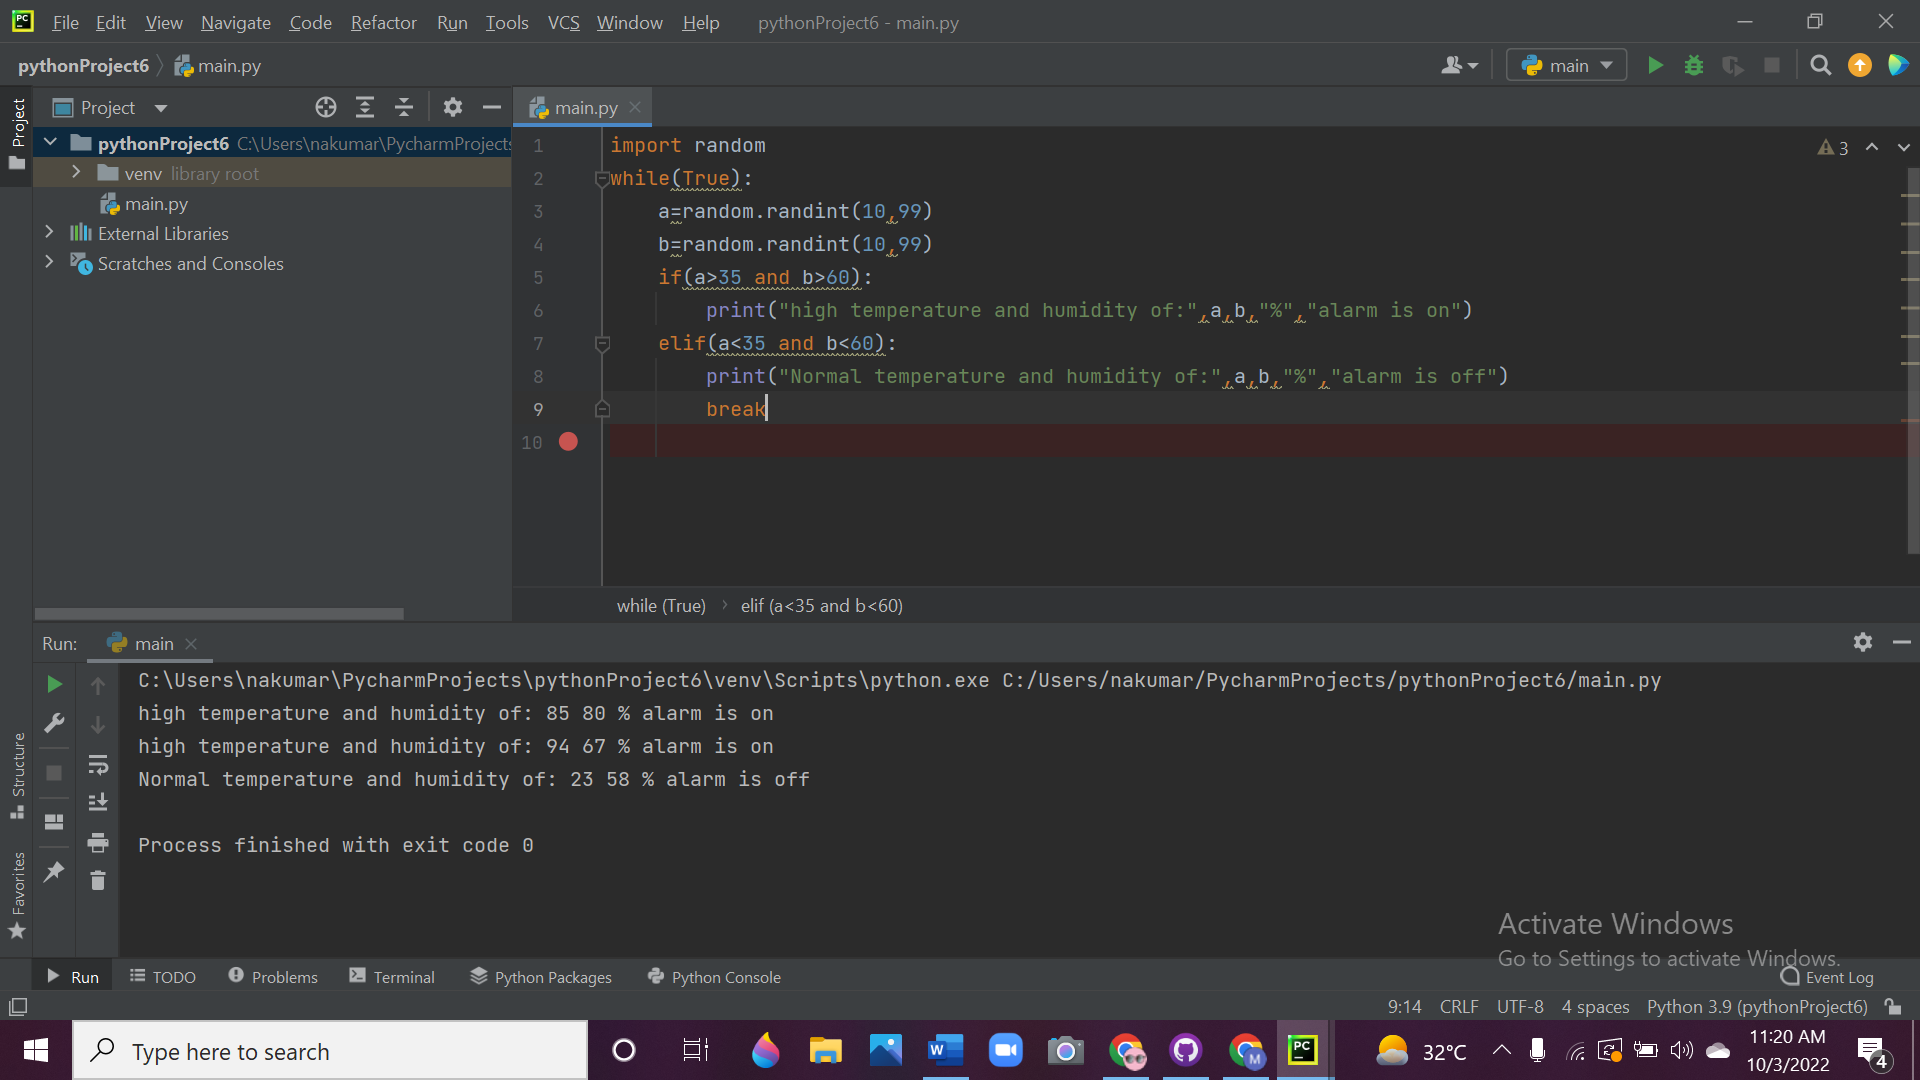 PC File Edit View Navigate Code Refactor Run Tools VCS Window Help pythonProject6 - main.py
pythonProject6 main.py main
Project main.py
Project
pythonProject6 C:\Users\nakumar\PycharmProjects
venv library root
main.py
External Libraries
Scratches and Consoles
1 import random
2 while(True):
3 a=random.randint(10,99)
4 b=random.randint(10,99)
5 if(a>35 and b>60):
6 print("high temperature and humidity of:",a,b,"%","alarm is on")
7 elif(a<35 and b<60):
8 print("Normal temperature and humidity of:",a,b,"%","alarm is off")
9 break
10
3
while (True) › elif (a<35 and b<60)
Run: main
C:\Users\nakumar\PycharmProjects\pythonProject6\venv\Scripts\python.exe C:/Users/nakumar/PycharmProjects/pythonProject6/main.py
high temperature and humidity of: 85 80 % alarm is on
high temperature and humidity of: 94 67 % alarm is on
Normal temperature and humidity of: 23 58 % alarm is off
Process finished with exit code 0
Structure
Favorites
Activate Windows
Go to Settings to activate Windows.
Run TODO Problems Terminal Python Packages Python Console Event Log
9:14 CRLF UTF-8 4 spaces Python 3.9 (pythonProject6)
Type here to search
W
M
PC
32°C
11:20 AM
10/3/2022
4